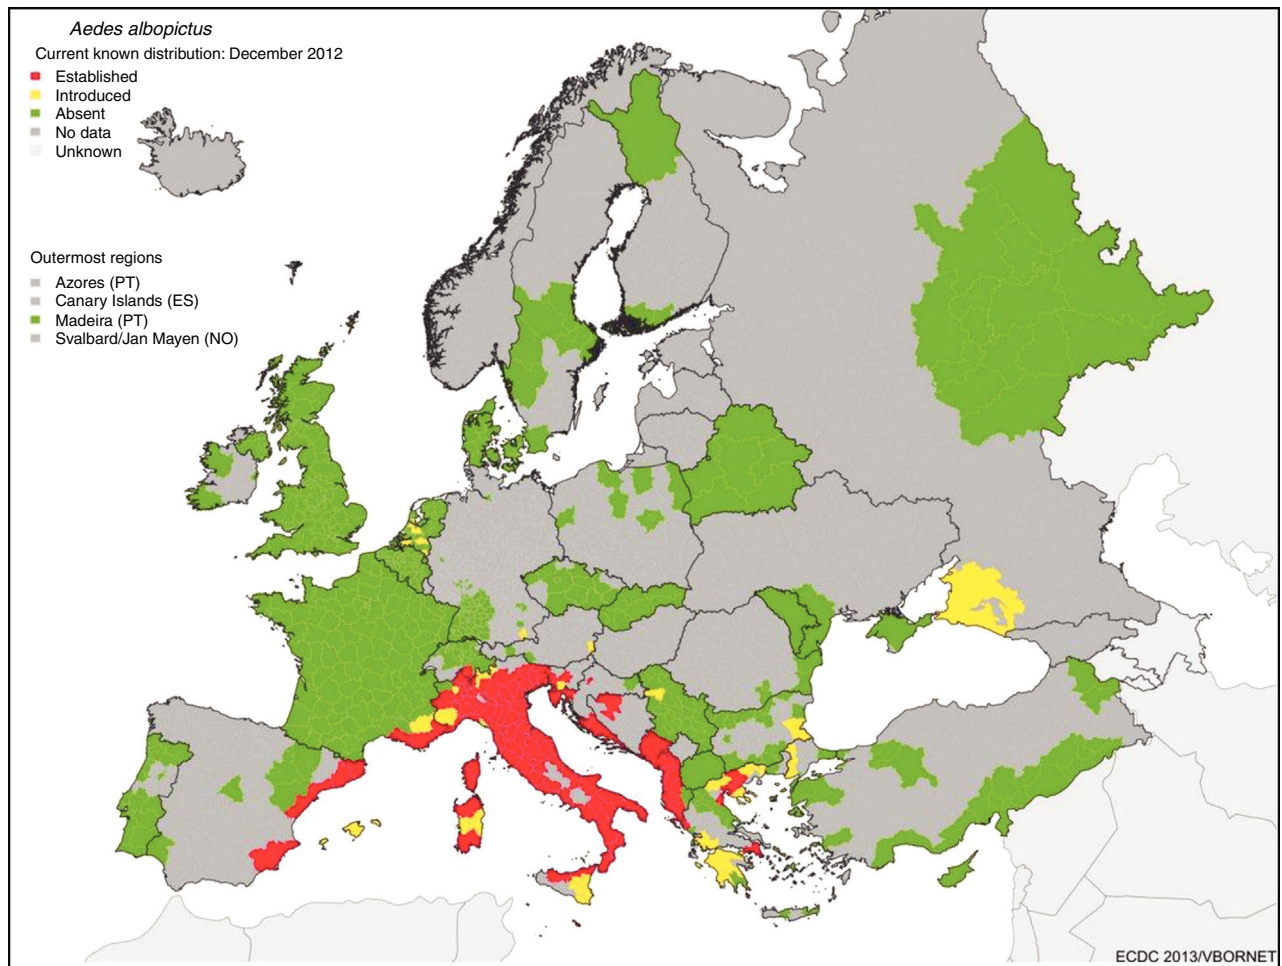 Aedes albopictus
Current known distribution: December 2012
Established
Introduced
Absent
No data
Unknown
Outermost regions
Azores (PT)
Canary Islands (ES)
Madeira (PT)
Svalbard/Jan Mayen (NO)
ECDC 2013/VBORNET